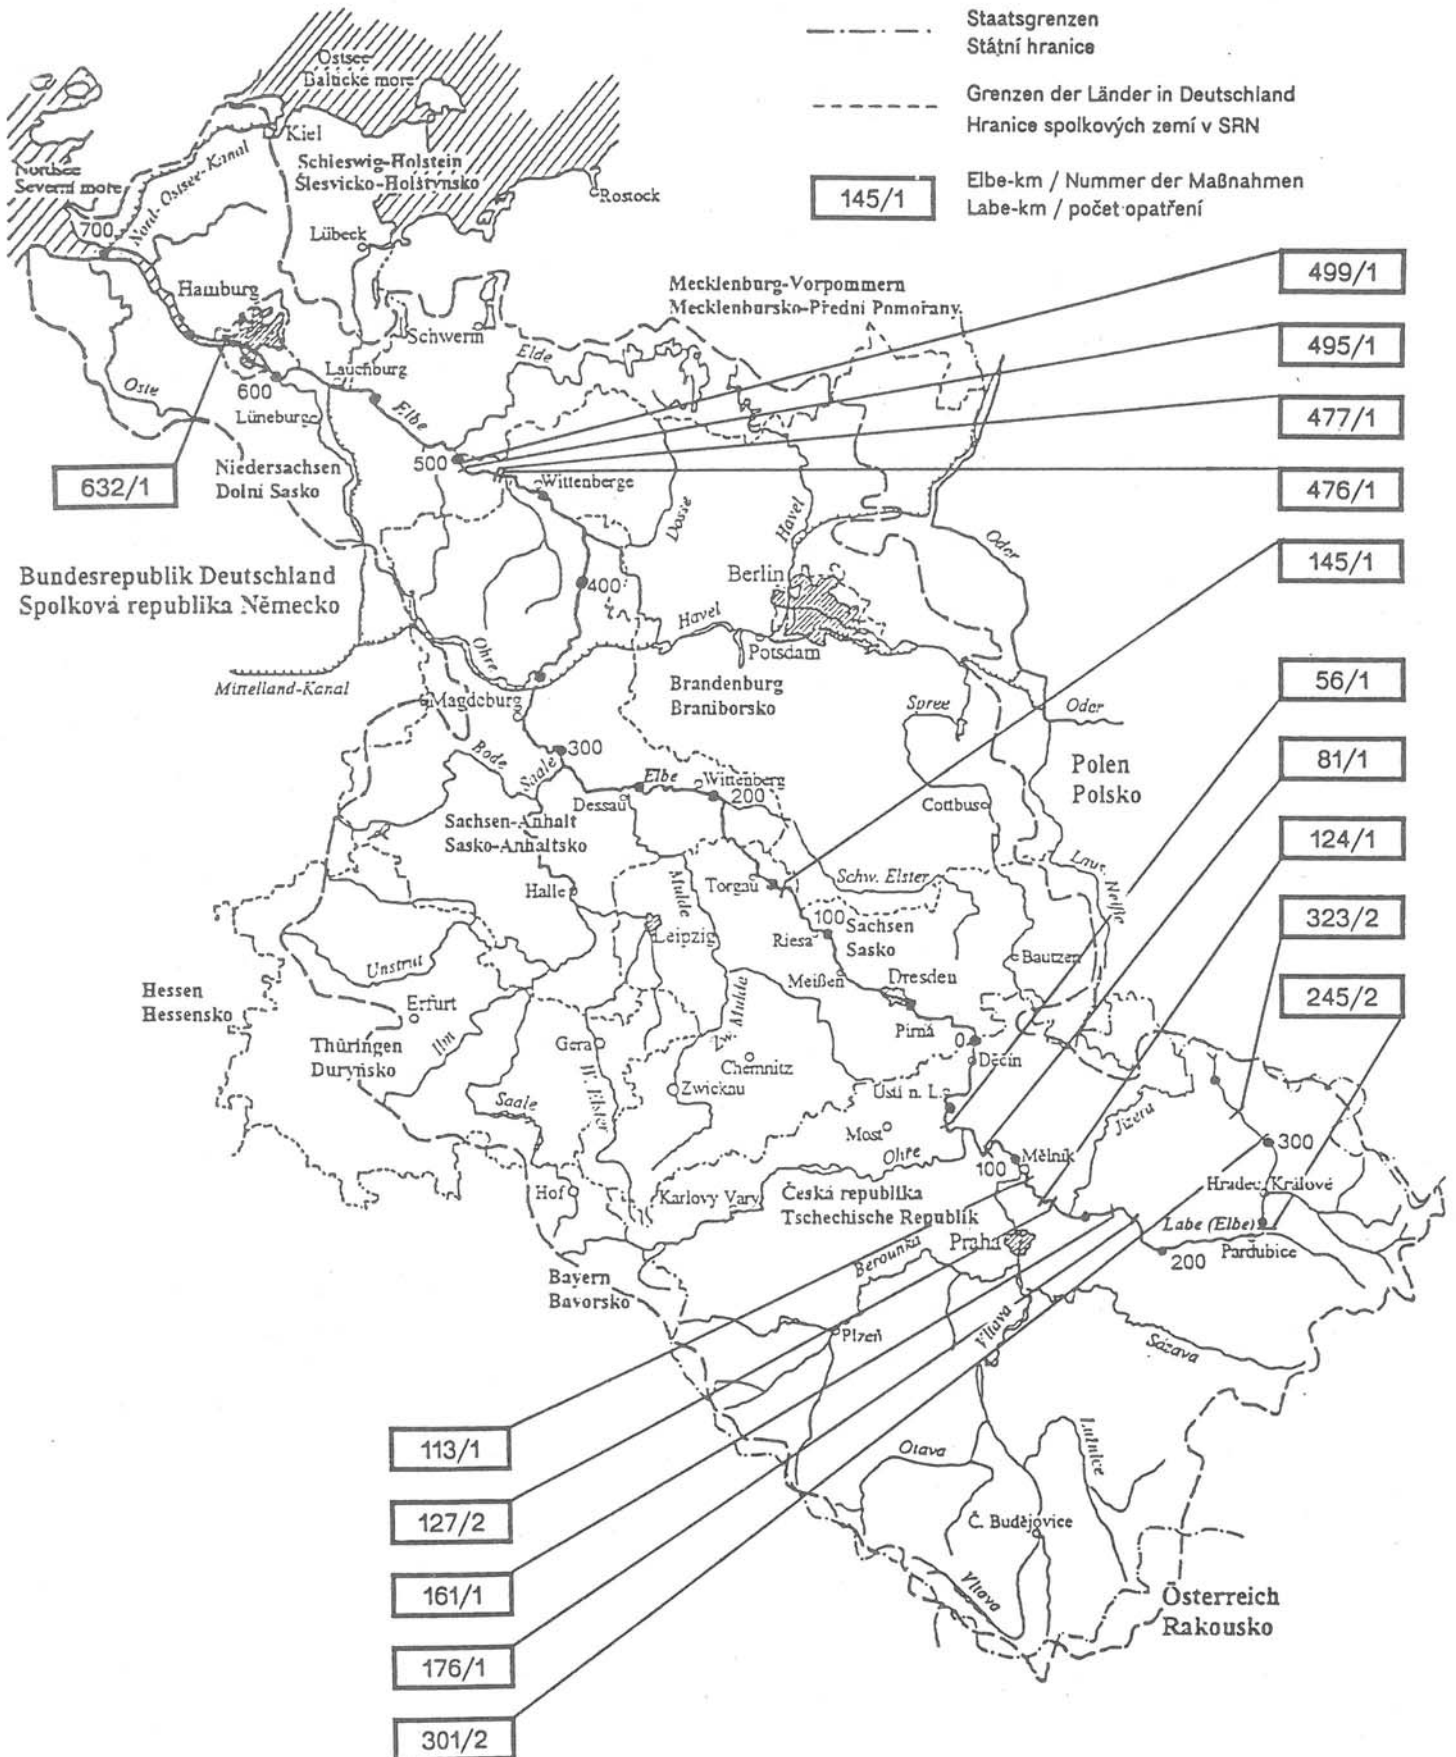 Staatsgrenzen
Státní hranice
Grenzen der Länder in Deutschland
Hranice spolkových zemí v SRN
145/1
Elbe-km / Nummer der Maßnahmen
Labe-km / počet opatření
Ostsee
Baltické more
Kiel
Nordsee
Severní more
Nord-Ostsee-Kanal
Schleswig-Holstein
Šlesvicko-Holštýnsko
Rostock
700
Lübeck
Hamburg
Mecklenburg-Vorpommern
Mecklenbursko-Přední Pomořany
499/1
Schwerin
Elde
495/1
Oste
600
Lauenburg
Lüneburg
Elbe
477/1
500
Niedersachsen
Dolní Sasko
632/1
Wittenberge
476/1
Dosse
Havel
Oder
145/1
Bundesrepublik Deutschland
Spolková republika Německo
400
Berlin
Havel
Ohre
Potsdam
Mittelland-Kanal
Magdeburg
Brandenburg
Braniborsko
56/1
Spree
Oder
300
Bode
Saale
Elbe
Wittenberg
200
Polen
Polsko
81/1
Dessau
Cottbus
Sachsen-Anhalt
Sasko-Anhaltsko
124/1
Halle
Mulde
Torgau
Schw. Elster
Laus. Neiße
100
Sachsen
Sasko
Riesa
323/2
Leipzig
Unstrut
Meißen
Dresden
Bautzen
Hessen
Hessensko
Erfurt
Zw. Mulde
245/2
Thüringen
Durynsko
Ilm
Gera
Chemnitz
Pirna
0
Děčín
Zwickau
W. Elster
Saale
Ústí n. L.
Most
Jizera
Ohre
100
Mělník
300
Hof
Karlovy Vary
Česká republika
Tschechische Republik
Hradec Králové
Labe (Elbe)
Praha
Berounka
Pardubice
200
Bayern
Bavorsko
Plzeň
Vltava
Sázava
113/1
Otava
Lužnice
127/2
Č. Budějovice
161/1
Vltava
Österreich
Rakousko
176/1
301/2